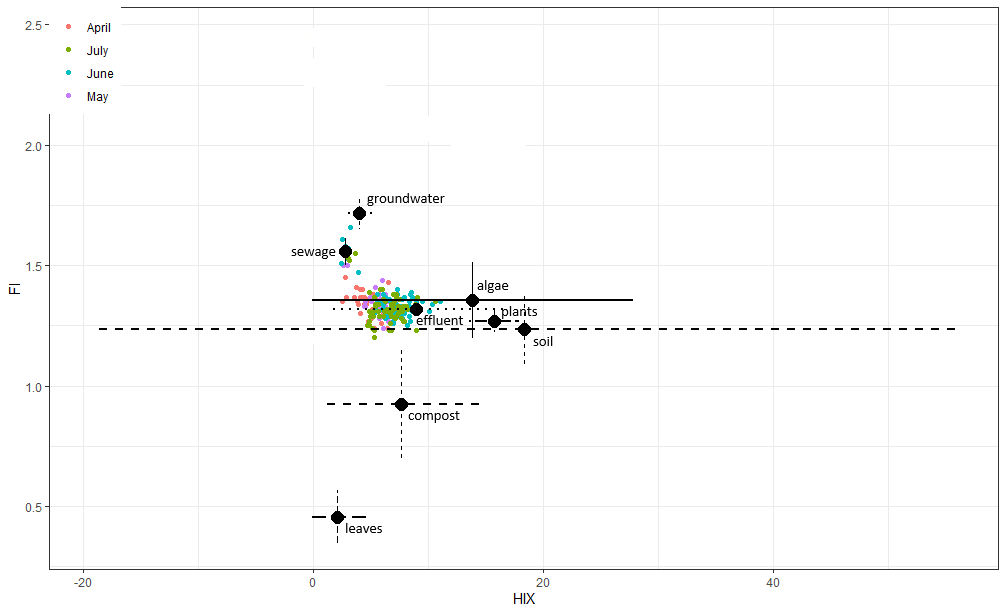 2.5
April
July
June
May
2.0
groundwater
sewage
1.5
algae
FI
plants
effluent
soil
1.0
compost
0.5
leaves
-20
0
20
40
HIX